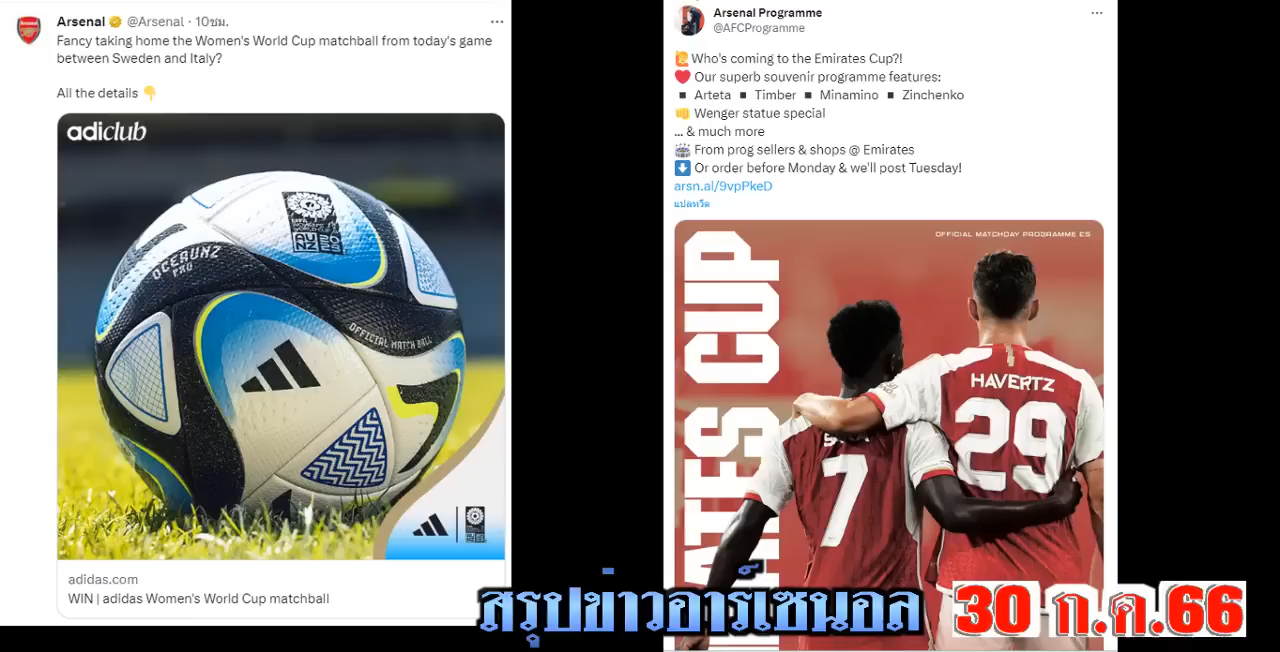 Arsenal @Arsenal · 10ชม.
Fancy taking home the Women's World Cup matchball from today's game
between Sweden and Italy?
All the details 👇
adiclub
OCEAUNZ
PRO
OFFICIAL MATCH BALL
adidas.com
WIN | adidas Women's World Cup matchball
Arsenal Programme
@AFCProgramme
🙋Who's coming to the Emirates Cup?!
❤️ Our superb souvenir programme features:
▪️ Arteta ▪️ Timber ▪️ Minamino ▪️ Zinchenko
👊 Wenger statue special
... & much more
🏟️ From prog sellers & shops @ Emirates
⬇️ Or order before Monday & we'll post Tuesday!
arsn.al/9vpPkeD
แปลทวีต
OFFICIAL MATCHDAY PROGRAMME £5
ATES CUP
HAVERTZ
29
7
สรุปข่าวอาร์เซนอล 30 ก.ค.66